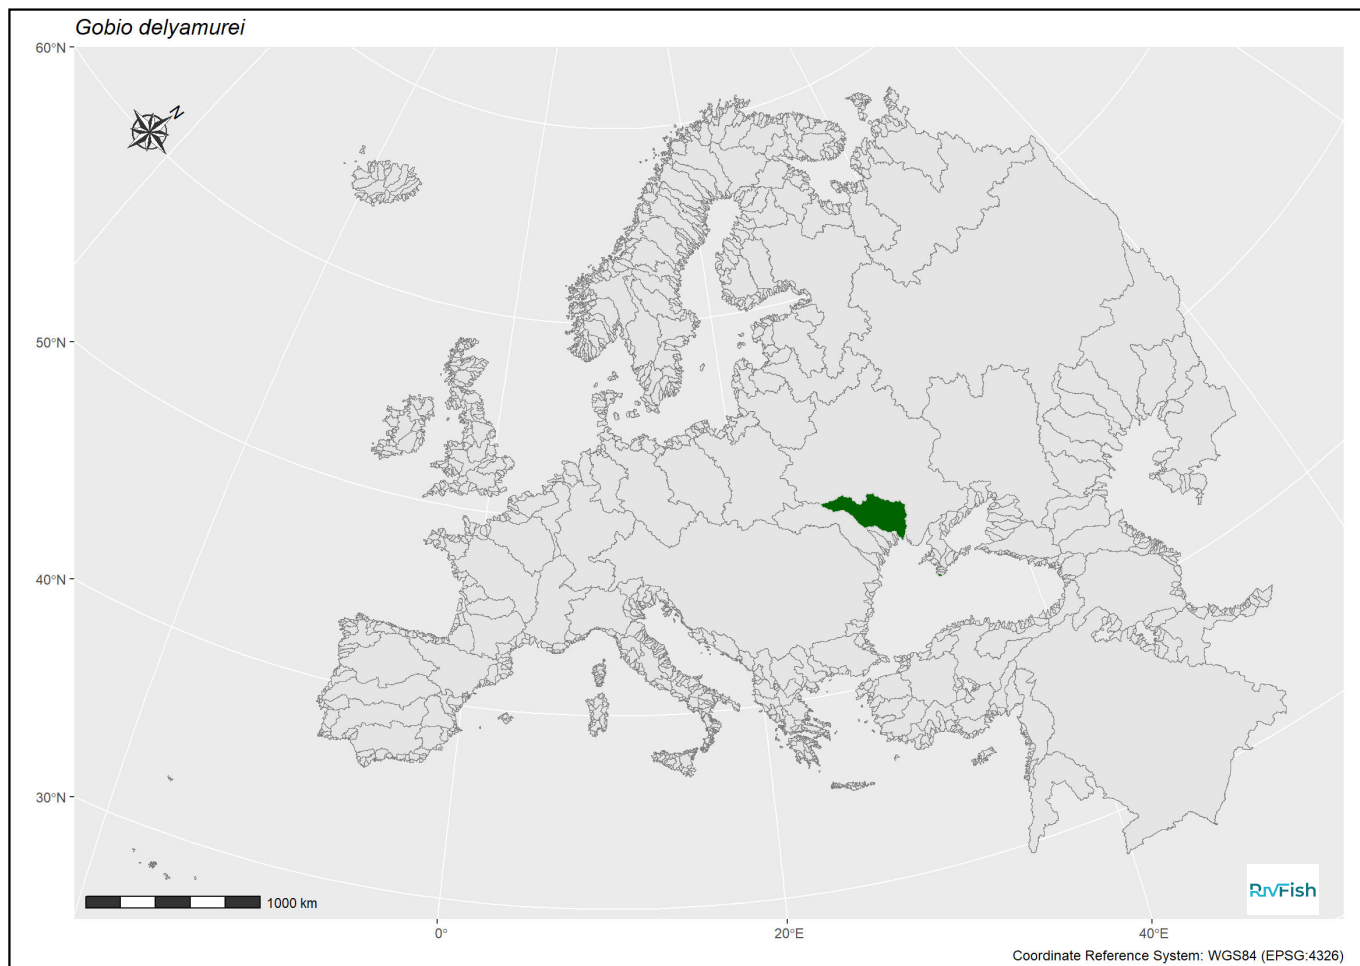 Gobio delyamurei
60°N
N
50°N
40°N
30°N
1000 km
RIVFISH
0°
20°E
40°E
Coordinate Reference System: WGS84 (EPSG:4326)